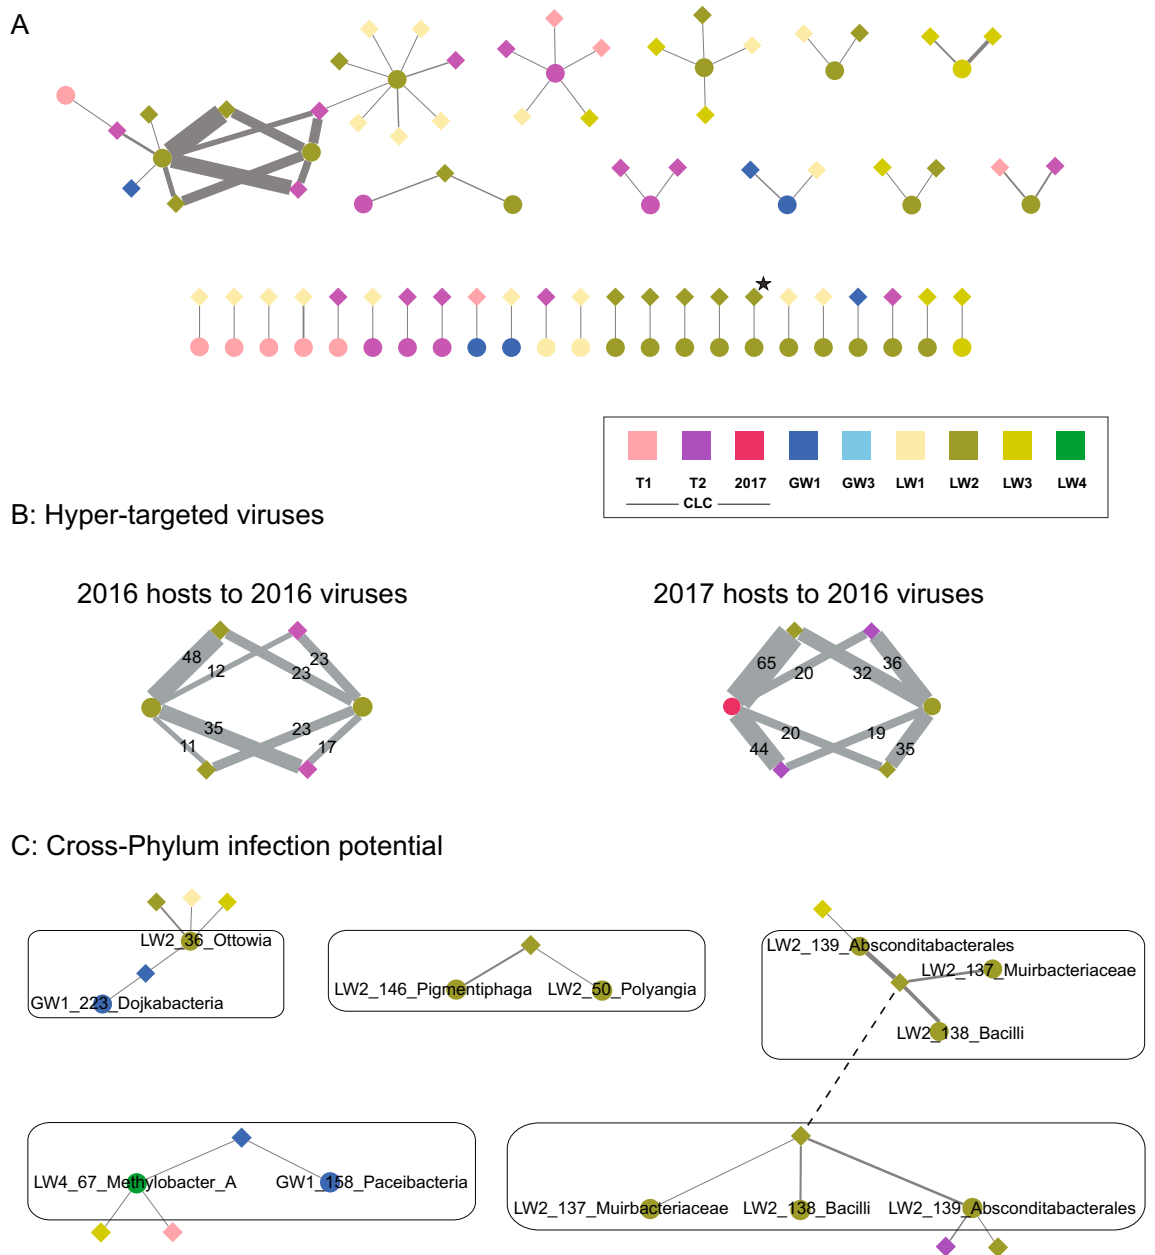 A
T1 T2 2017 GW1 GW3 LW1 LW2 LW3 LW4
CLC
B: Hyper-targeted viruses
2016 hosts to 2016 viruses
2017 hosts to 2016 viruses
48
12
23
23
35
23
11
17
65
20
32
36
20
19
44
35
C: Cross-Phylum infection potential
LW2_36_Ottowia
GW1_223_Dojkabacteria
LW2_146_Pigmentiphaga
LW2_50_Polyangia
LW2_139_Absconditabacterales
LW2_137_Muirbacteriaceae
LW2_138_Bacilli
LW4_67_Methylobacter_A
GW1_158_Paceibacteria
LW2_137_Muirbacteriaceae
LW2_138_Bacilli
LW2_139_Absconditabacterales